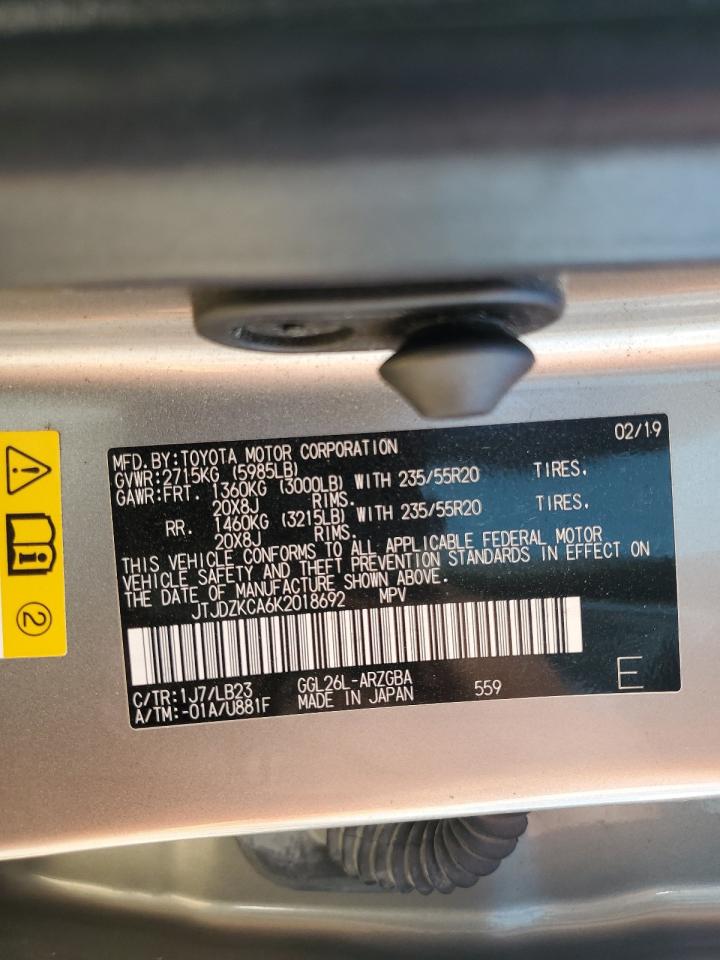 02/19
MFD.BY:TOYOTA MOTOR CORPORATION
GVWR:2715KG (5985LB)
GAWR:FRT. 1360KG (3000LB) WITH 235/55R20 TIRES.
20X8J RIMS.
RR. 1460KG (3215LB) WITH 235/55R20 TIRES.
20X8J RIMS.
THIS VEHICLE CONFORMS TO ALL APPLICABLE FEDERAL MOTOR
VEHICLE SAFETY AND THEFT PREVENTION STANDARDS IN EFFECT ON
THE DATE OF MANUFACTURE SHOWN ABOVE.
JTJDZKCA6K2018692 MPV
C/TR:1J7/LB23 GGL26L-ARZGBA 559 E
A/TM:-01A/U881F MADE IN JAPAN
2